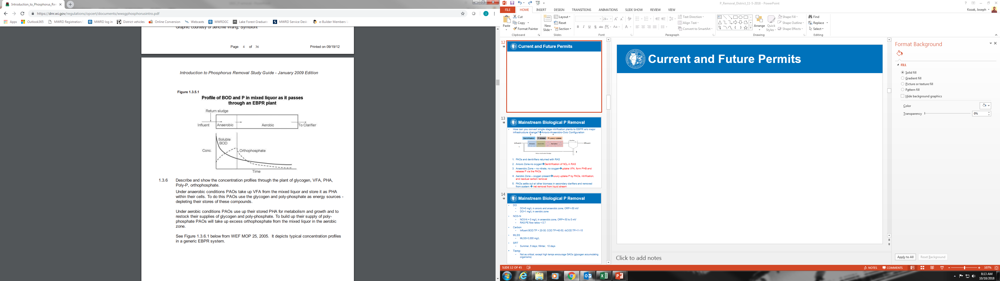 Introduction_to_Phosphorus_Rem
https://dnr.wi.gov/regulations/opcert/documents/wwsgphosphorusintro.pdf
Apps
Outlook365
MWRD Registration/
MWRD log in
District vehicles
Online Conversion
Webcasts
MWRDGC
Lake Forest Graduate
MWRD Service Desk
e-Builder Members L
Graphic courtesy of Jerichie Wang, Symbiont
Page 4 of 36
Printed on 09/19/12
Introduction to Phosphorus Removal Study Guide - January 2009 Edition
Figure 1.3.5.1
Profile of BOD and P in mixed liquor as it passes
through an EBPR plant
Return sludge
Influent
Anaerobic
Aerobic
To Clarifier
Soluble
BOD
Conc.
Orthophosphate
Time
1.3.6 Describe and show the concentration profiles through the plant of glycogen, VFA, PHA,
Poly-P, orthophosphate.
Under anaerobic conditions PAOs take up VFA from the mixed liquor and store it as PHA
within their cells. To do this PAOs use the glycogen and poly-phosphate as energy sources -
depleting their stores of these compounds.
Under aerobic conditions PAOs use up their stored PHA for metabolism and growth and to
restock their supplies of glycogen and poly-phosphate. To build up their supply of poly-
phosphate PAOs will take up excess orthophosphate from the mixed liquor in the aerobic
zone.
See Figure 1.3.6.1 below from WEF MOP 25, 2005. It depicts typical concentration profiles
in a generic EBPR system.
P_Removal_District_11-5-2018 - PowerPoint
FILE
HOME
INSERT
DESIGN
TRANSITIONS
ANIMATIONS
SLIDE SHOW
REVIEW
VIEW
Kozak, Joseph
Paste
Cut
Copy
Format Painter
Clipboard
New
Slide
Layout
Reset
Section
Slides
24+
B I U S abc AV Aa A
Font
Text Direction
Align Text
Convert to SmartArt
Paragraph
Arrange
Quick
Styles
Shape Fill
Shape Outline
Shape Effects
Drawing
Find
Replace
Select
Editing
12
Current and Future Permits
13
Mainstream Biological P Removal
• How can you convert single stage nitrification plants to EBPR w/o major
infrastructure change?➔Anoxic-Anaerobic-Oxic Configuration
2 3 4
Denitrification
P release
P Luxury Uptake
Influent
Anoxic
Anaerobic
Aerobic
Clarifier
Effluent
1
5
Return Activated Sludge
1. PAOs and denitrifiers returned with RAS
2. Anoxic Zone-no oxygen➔Denitrification of NO₃ in RAS
3. Anaerobic Zone – no nitrate, no oxygen➔uptake VFA, form PHB and
release P via the PAOs
4. Aerobic Zone – oxygen present➔luxury uptake P by PAOs, nitrification,
and residual carbon removal
5. PAOs settle out w/ other biomass in secondary clarifiers and removed
from system ➔ net removal from liquid stream
14
Mainstream Biological P Removal
• DO
• DO=0 mg/L in anoxic and anaerobic zone; ORP<-50 mV
• DO>1 mg/L in aerobic zone
• NO3-N
• NO3-N = 0 mg/L in anaerobic zone, ORP=-50 to 0 mV
• RAS:PE flow ratios < 0.7
• Carbon
• Influent BOD:TP > 20-30; COD:TP>40-50; rbCOD:TP>11-15
• MLSS
• MLSS>3,000 mg/L
• SRT
• Summer, 6 days; Winter, 10 days
• Temp
• Not as critical, except high temps encourage GAOs (glycogen accumulating
organisms)
Current and Future Permits
Click to add notes
Format Background
FILL
Solid fill
Gradient fill
Picture or texture fill
Pattern fill
Hide background graphics
Color
Transparency
0%
Apply to All
Reset Background
SLIDE 12 OF 45
NOTES
COMMENTS
107%
8:13 AM
10/18/2018